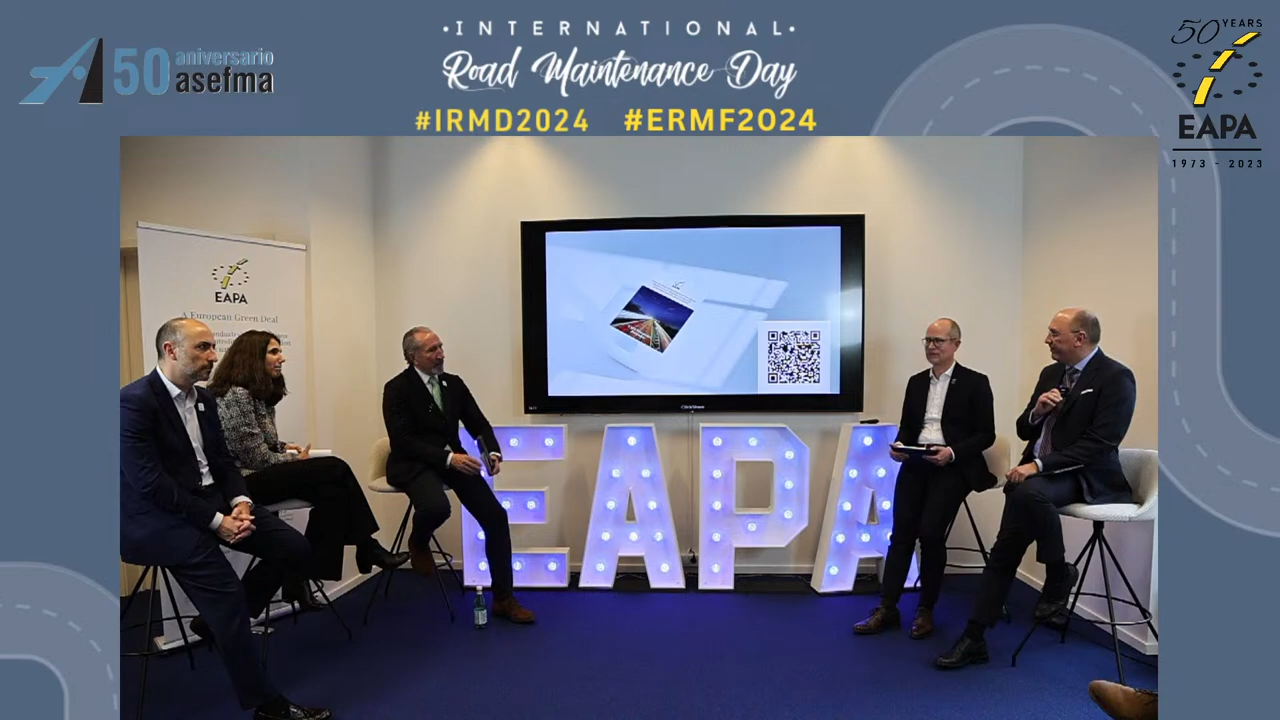 50 aniversario
asefma
·INTERNATIONAL·
Road Maintenance Day
#IRMD2024 #ERMF2024
50 YEARS
EAPA
1973 - 2023
EAPA
A European Green Deal
EAPA